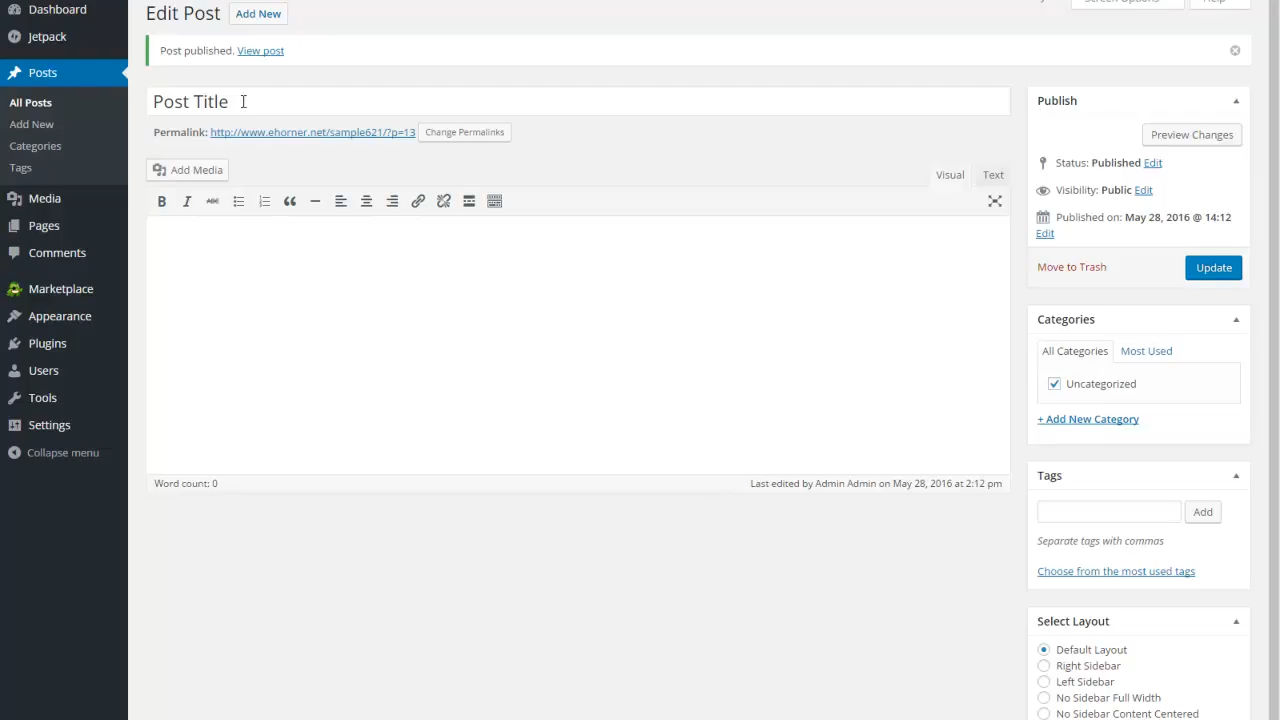 Dashboard
Jetpack
Posts
All Posts
Add New
Categories
Tags
Media
Pages
Comments
Marketplace
Appearance
Plugins
Users
Tools
Settings
Collapse menu
Edit Post Add New
Screen Options Help
Post published. View post
Post Title
Permalink: http://www.ehorner.net/sample621/?p=13 Change Permalinks
Add Media
Visual Text
B I ABC
Word count: 0 Last edited by Admin Admin on May 28, 2016 at 2:12 pm
Publish
Preview Changes
Status: Published Edit
Visibility: Public Edit
Published on: May 28, 2016 @ 14:12
Edit
Move to Trash Update
Categories
All Categories Most Used
Uncategorized
+ Add New Category
Tags
Add
Separate tags with commas
Choose from the most used tags
Select Layout
Default Layout
Right Sidebar
Left Sidebar
No Sidebar Full Width
No Sidebar Content Centered